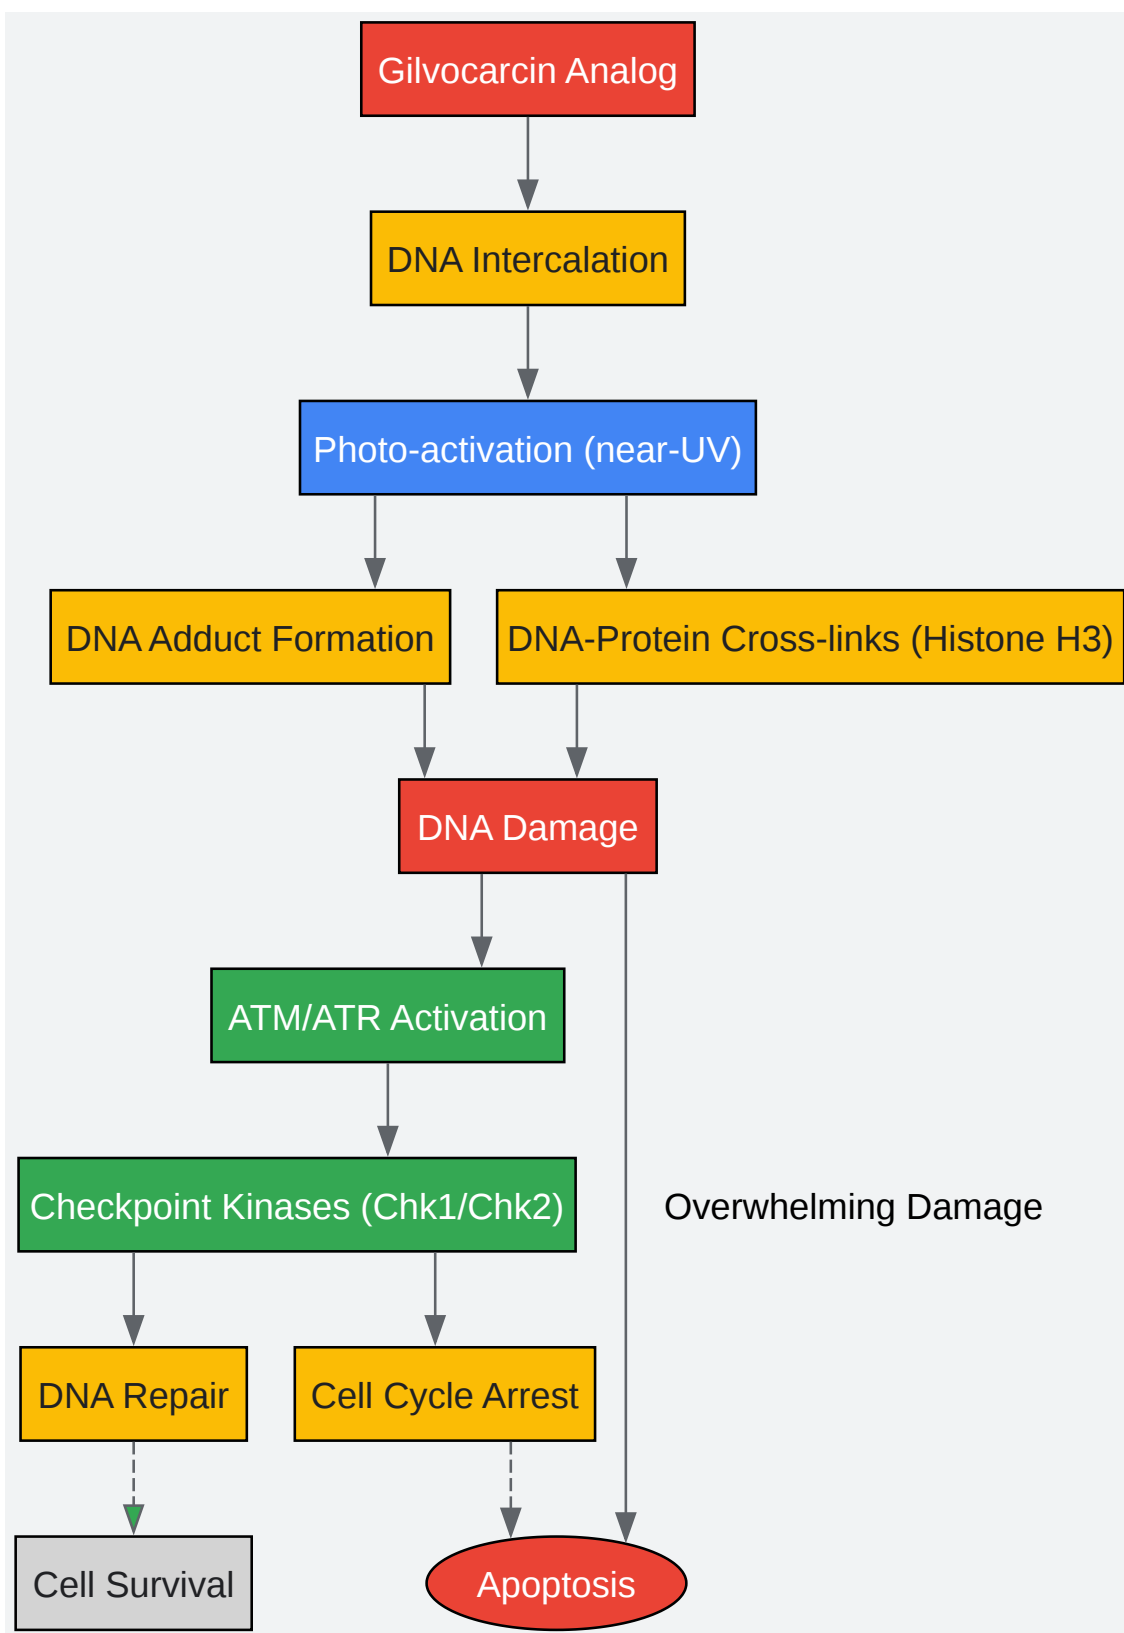 Gilvocarcin Analog
DNA Intercalation
Photo-activation (near-UV)
DNA Adduct Formation
DNA-Protein Cross-links (Histone H3)
DNA Damage
ATM/ATR Activation
Checkpoint Kinases (Chk1/Chk2)
Overwhelming Damage
DNA Repair
Cell Cycle Arrest
Cell Survival
Apoptosis